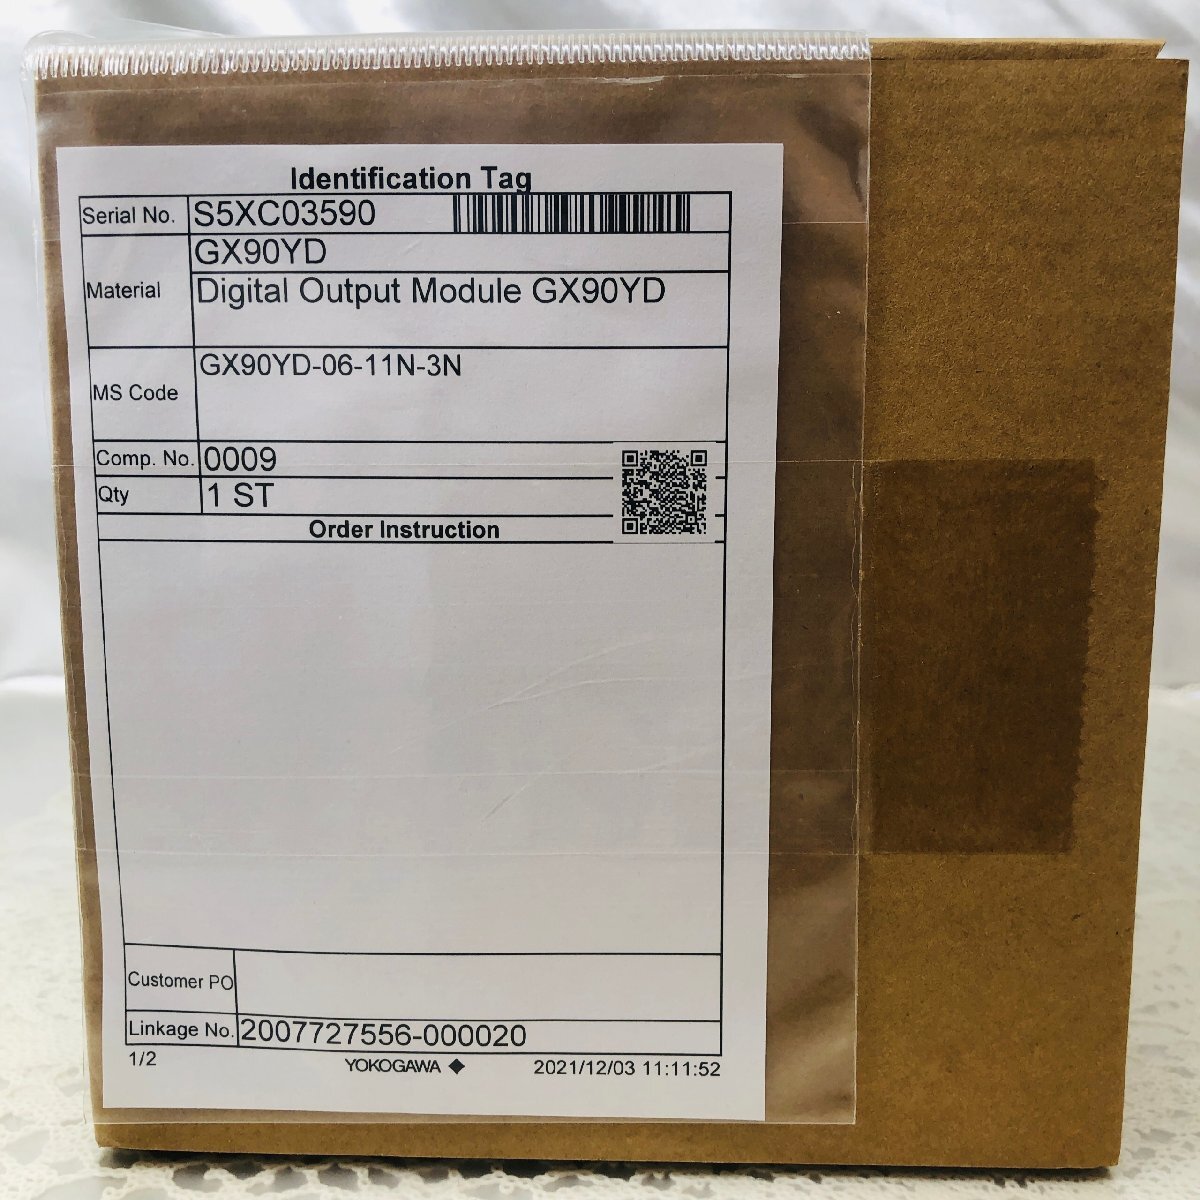 Identification Tag
Serial No. S5XC03590
Material GX90YD
Digital Output Module GX90YD
MS Code GX90YD-06-11N-3N
Comp. No. 0009
Qty 1 ST
Order Instruction
Customer PO
Linkage No. 2007727556-000020
1/2 YOKOGAWA 2021/12/03 11:11:52